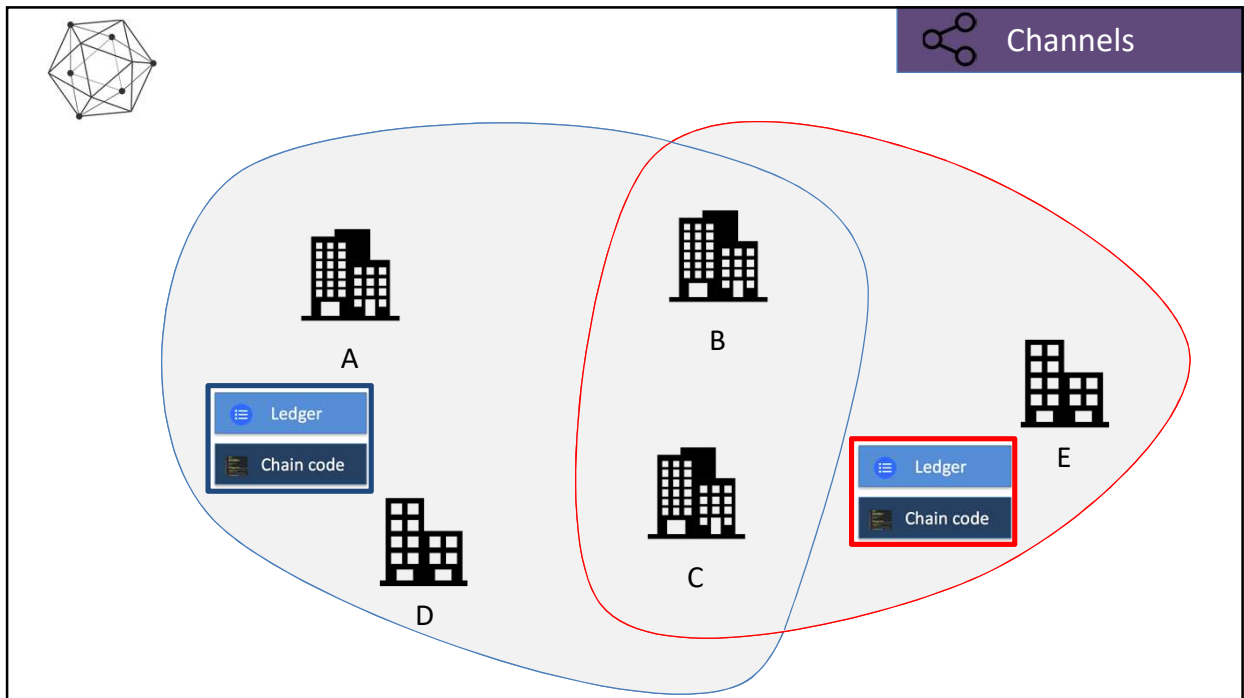 Channels
A
B
Ledger
Chain code
E
Ledger
Chain code
C
D